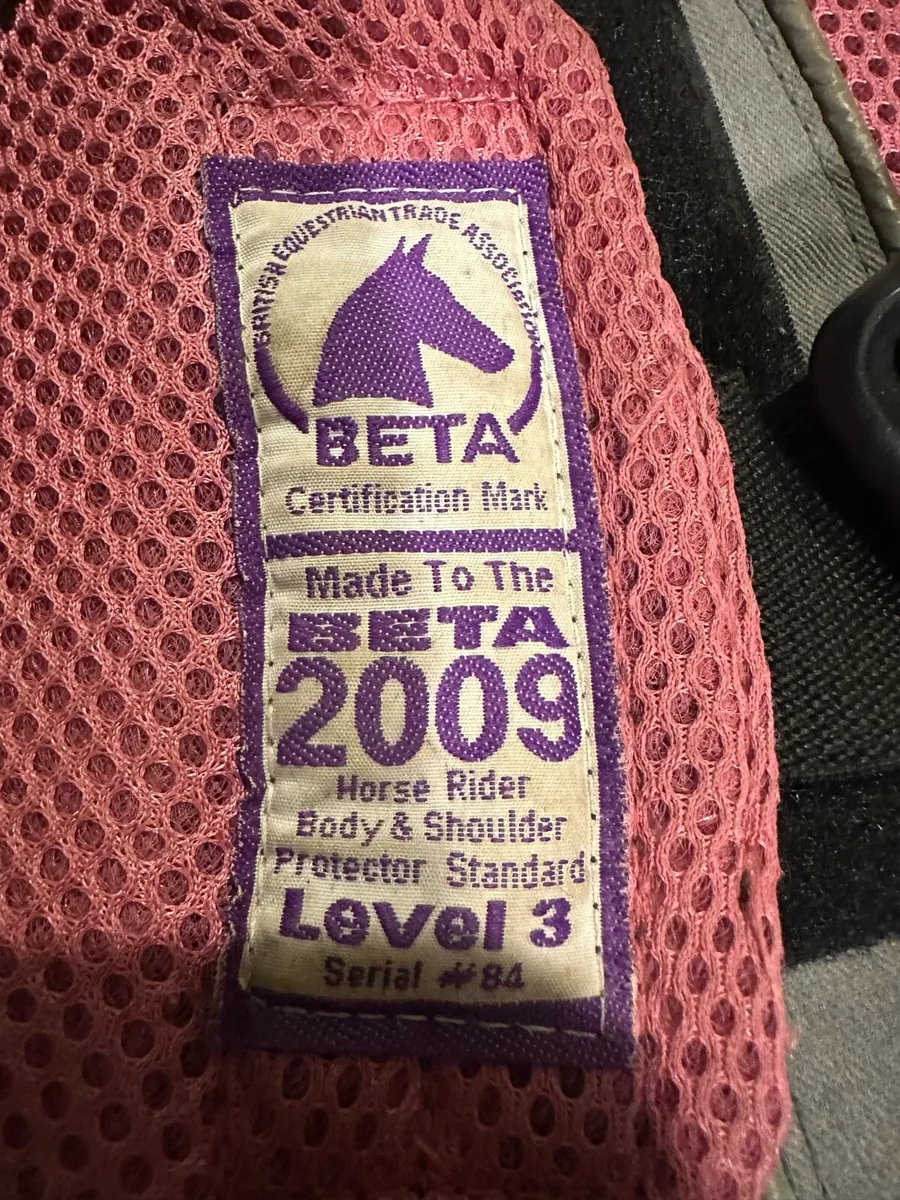 BRITISH EQUESTRIAN TRADE ASSOCIATION
BETA
Certification Mark
Made To The
BETA
2009
Horse Rider
Body & Shoulder
Protector Standard
Level 3
Serial #84